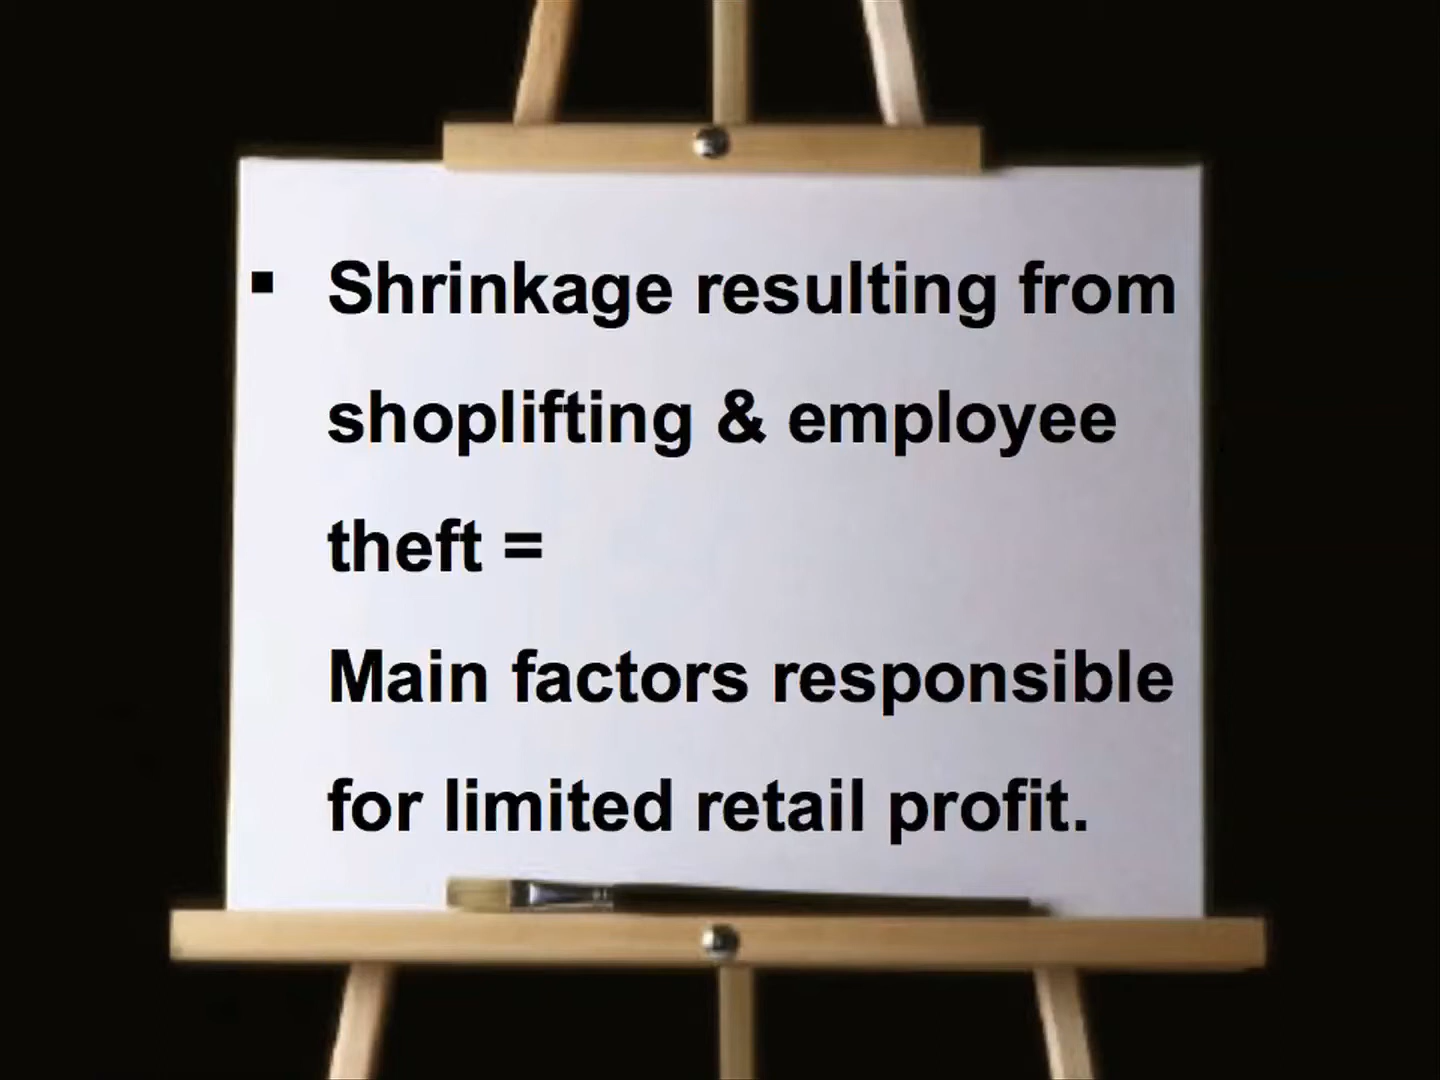 ▪ Shrinkage resulting from
shoplifting & employee
theft =
Main factors responsible
for limited retail profit.